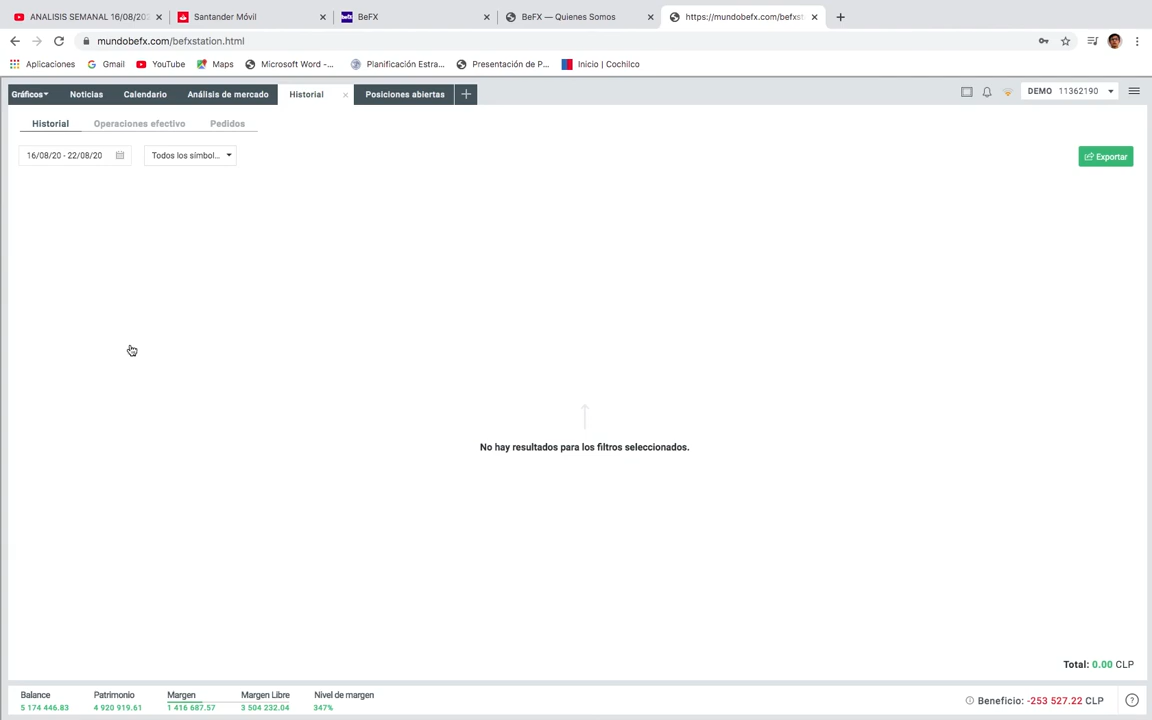 ANALISIS SEMANAL 16/08/202
Santander Móvil
BeFX
BeFX — Quienes Somos
https://mundobefx.com/befxst
mundobefx.com/befxstation.html
Aplicaciones
Gmail
YouTube
Maps
Microsoft Word -...
Planificación Estra...
Presentación de P...
Inicio | Cochilco
Gráficos
Noticias
Calendario
Análisis de mercado
Historial
Posiciones abiertas
DEMO 11362190
Historial
Operaciones efectivo
Pedidos
16/08/20 - 22/08/20
Todos los símbol...
Exportar
No hay resultados para los filtros seleccionados.
Total: 0.00 CLP
Balance
5 174 446.83
Patrimonio
4 920 919.61
Margen
1 416 687.57
Margen Libre
3 504 232.04
Nivel de margen
347%
Beneficio: -253 527.22 CLP
?